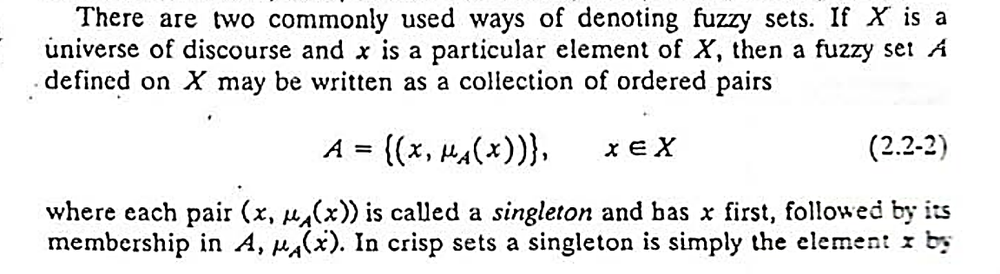 There are two commonly used ways of denoting fuzzy sets. If X is a
universe of discourse and x is a particular element of X, then a fuzzy set A
defined on X may be written as a collection of ordered pairs
A = {(x, μ_A(x))}, x ∈ X (2.2-2)
where each pair (x, μ_A(x)) is called a singleton and has x first, followed by its
membership in A, μ_A(x). In crisp sets a singleton is simply the element x by